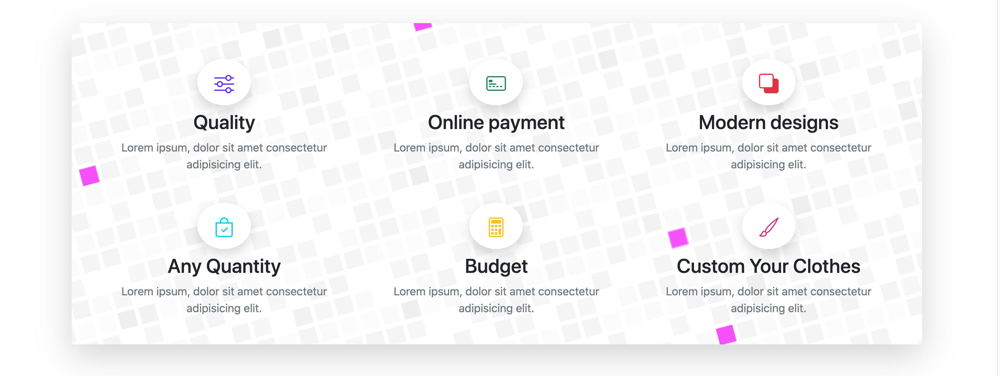 Quality
Lorem ipsum, dolor sit amet consectetur
adipisicing elit.
Online payment
Lorem ipsum, dolor sit amet consectetur
adipisicing elit.
Modern designs
Lorem ipsum, dolor sit amet consectetur
adipisicing elit.
Any Quantity
Lorem ipsum, dolor sit amet consectetur
adipisicing elit.
Budget
Lorem ipsum, dolor sit amet consectetur
adipisicing elit.
Custom Your Clothes
Lorem ipsum, dolor sit amet consectetur
adipisicing elit.